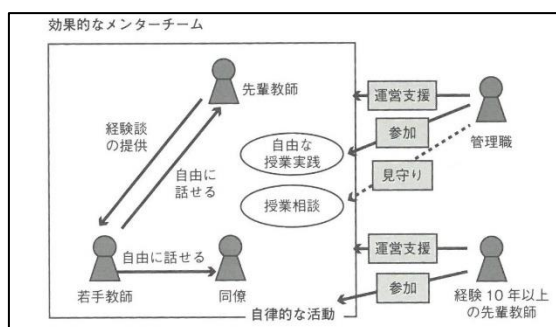 効果的なメンターチーム
先輩教師
経験談
の提供
自由に
話せる
自由に話せる
若手教師
同僚
自由な
授業実践
授業相談
自律的な活動
運営支援
参加
見守り
管理職
運営支援
参加
経験10年以上
の先輩教師